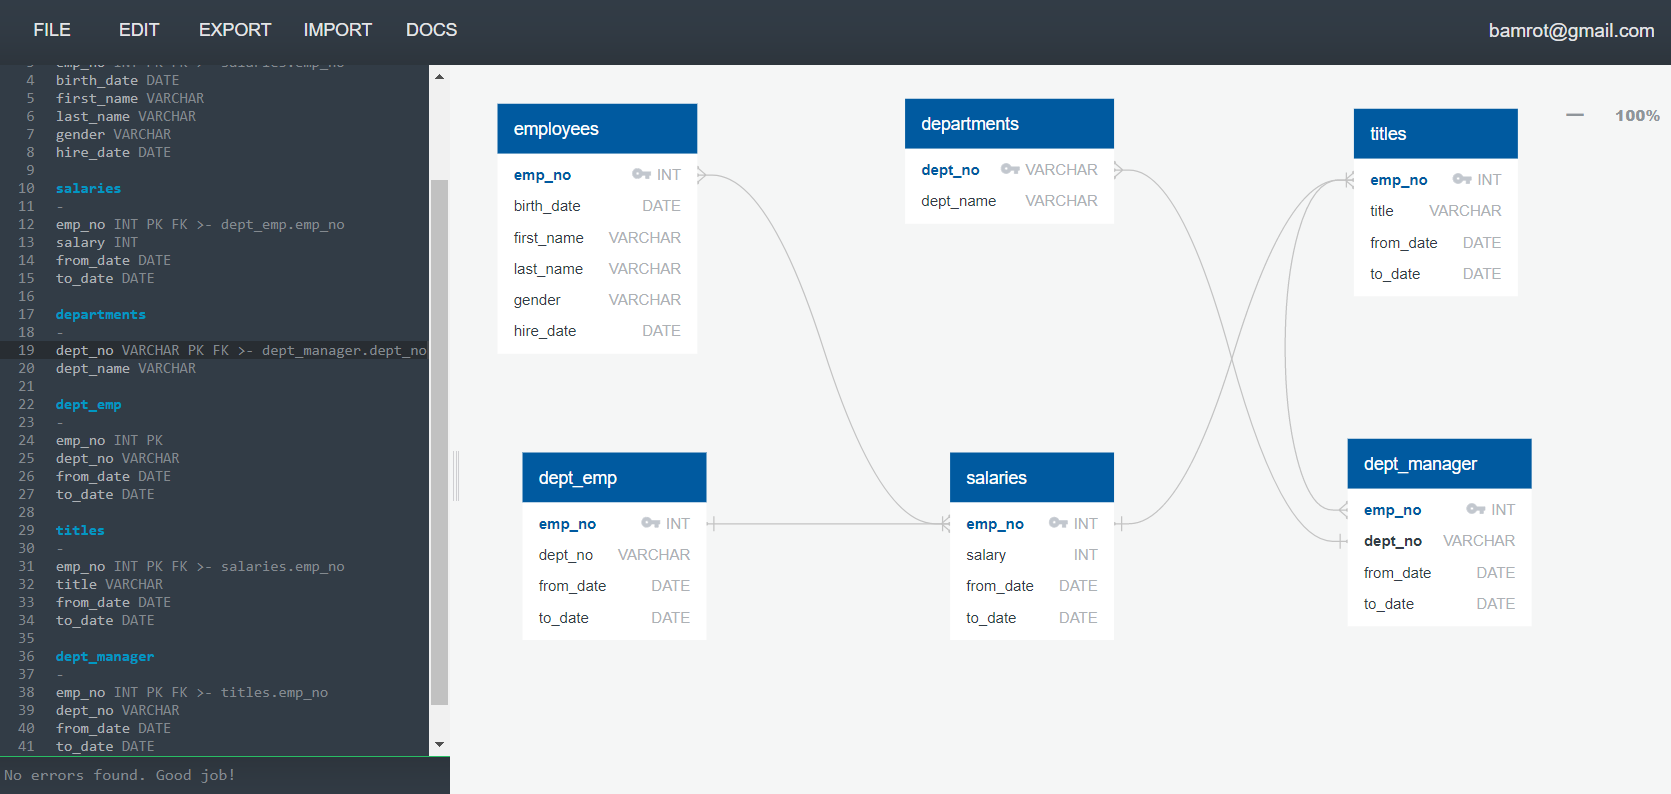 FILE EDIT EXPORT IMPORT DOCS bamrot@gmail.com
3 emp_no INT PK FK >- salaries.emp_no
4 birth_date DATE
5 first_name VARCHAR
6 last_name VARCHAR
7 gender VARCHAR
8 hire_date DATE
9
10 salaries
11 -
12 emp_no INT PK FK >- dept_emp.emp_no
13 salary INT
14 from_date DATE
15 to_date DATE
16
17 departments
18 -
19 dept_no VARCHAR PK FK >- dept_manager.dept_no
20 dept_name VARCHAR
21
22 dept_emp
23 -
24 emp_no INT PK
25 dept_no VARCHAR
26 from_date DATE
27 to_date DATE
28
29 titles
30 -
31 emp_no INT PK FK >- salaries.emp_no
32 title VARCHAR
33 from_date DATE
34 to_date DATE
35
36 dept_manager
37 -
38 emp_no INT PK FK >- titles.emp_no
39 dept_no VARCHAR
40 from_date DATE
41 to_date DATE
No errors found. Good job!
employees
emp_no INT
birth_date DATE
first_name VARCHAR
last_name VARCHAR
gender VARCHAR
hire_date DATE
departments
dept_no VARCHAR
dept_name VARCHAR
titles
emp_no INT
title VARCHAR
from_date DATE
to_date DATE
100%
dept_emp
emp_no INT
dept_no VARCHAR
from_date DATE
to_date DATE
salaries
emp_no INT
salary INT
from_date DATE
to_date DATE
dept_manager
emp_no INT
dept_no VARCHAR
from_date DATE
to_date DATE